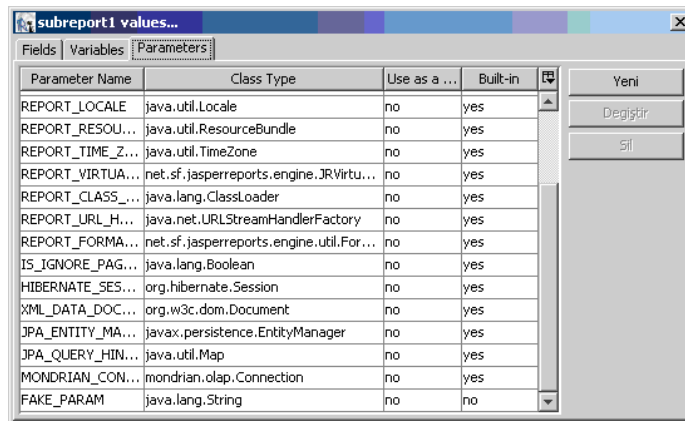 subreport1 values...
Fields Variables Parameters
Parameter Name Class Type Use as a ... Built-in
REPORT_LOCALE java.util.Locale no yes
REPORT_RESOU... java.util.ResourceBundle no yes
REPORT_TIME_Z... java.util.TimeZone no yes
REPORT_VIRTUA... net.sf.jasperreports.engine.JRVirtu... no yes
REPORT_CLASS_... java.lang.ClassLoader no yes
REPORT_URL_H... java.net.URLStreamHandlerFactory no yes
REPORT_FORMA... net.sf.jasperreports.engine.util.For... no yes
IS_IGNORE_PAG... java.lang.Boolean no yes
HIBERNATE_SES... org.hibernate.Session no yes
XML_DATA_DOC... org.w3c.dom.Document no yes
JPA_ENTITY_MA... javax.persistence.EntityManager no yes
JPA_QUERY_HIN... java.util.Map no yes
MONDRIAN_CON... mondrian.olap.Connection no yes
FAKE_PARAM java.lang.String no no
Yeni
Degiştir
Sil